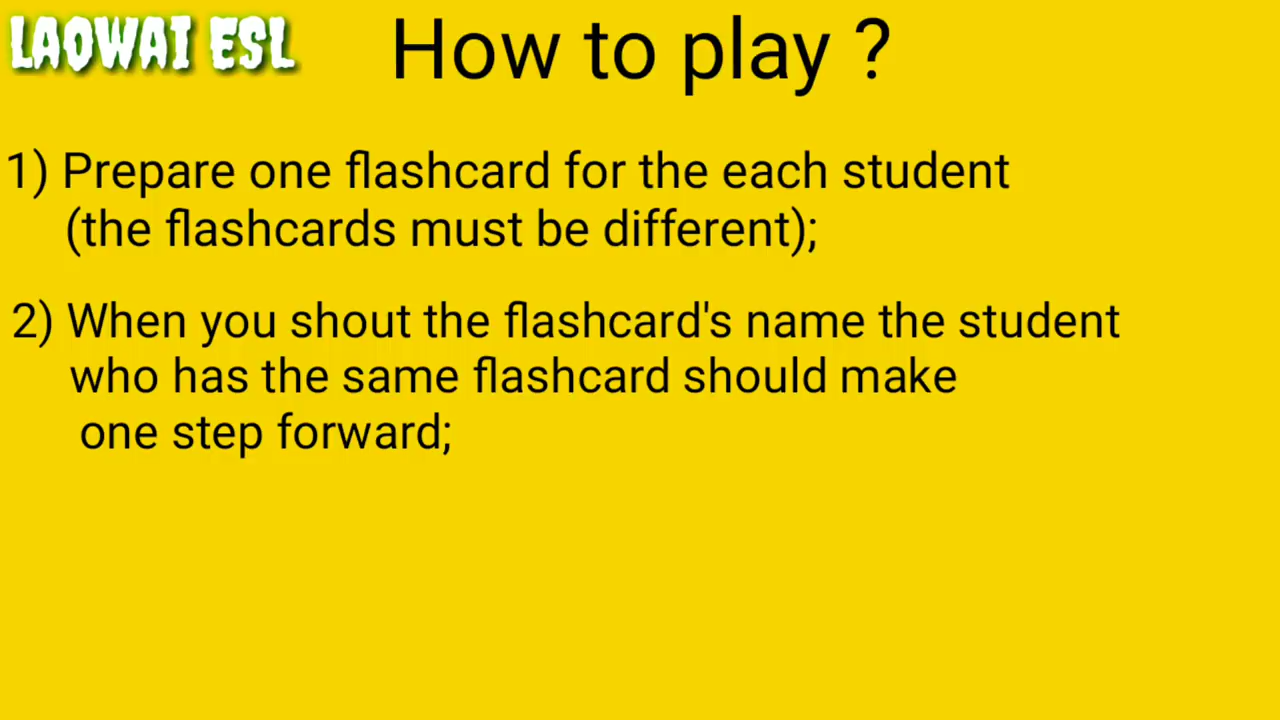 LAOWAI ESL
How to play ?
1) Prepare one flashcard for the each student
(the flashcards must be different);
2) When you shout the flashcard's name the student
who has the same flashcard should make
one step forward;